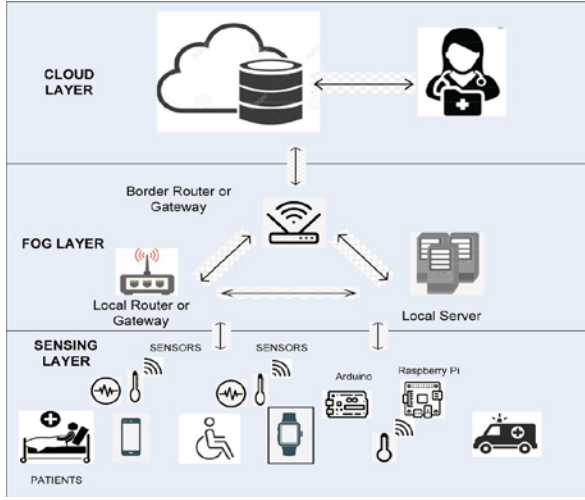 CLOUD
LAYER
Border Router or
Gateway
FOG LAYER
Local Router or
Gateway
Local Server
SENSING
LAYER
SENSORS
SENSORS
Arduino
Raspberry Pi
PATIENTS